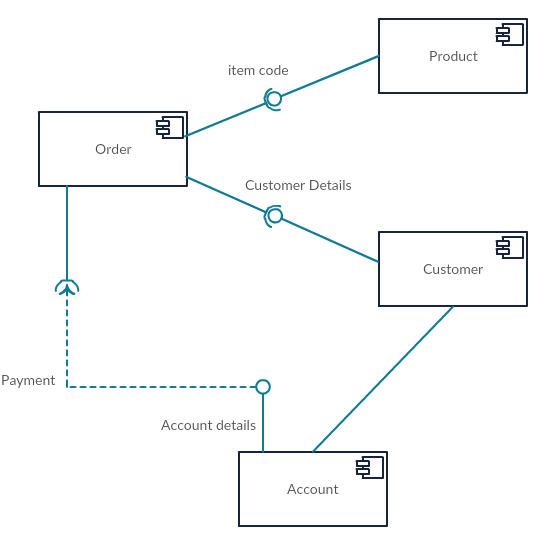 Product
item code
Order
Customer Details
Customer
Payment
Account details
Account